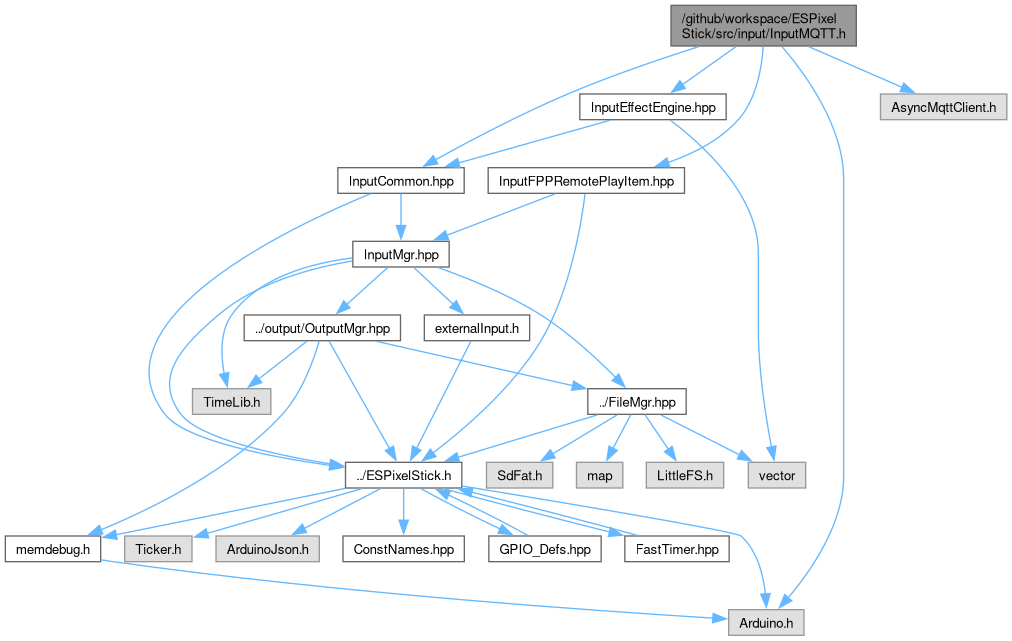 /github/workspace/ESPixel
Stick/src/input/InputMQTT.h
InputEffectEngine.hpp
AsyncMqttClient.h
InputCommon.hpp
InputFPPRemotePlayItem.hpp
InputMgr.hpp
../output/OutputMgr.hpp
externalInput.h
TimeLib.h
../FileMgr.hpp
../ESPixelStick.h
SdFat.h
map
LittleFS.h
vector
memdebug.h
Ticker.h
ArduinoJson.h
ConstNames.hpp
GPIO_Defs.hpp
FastTimer.hpp
Arduino.h